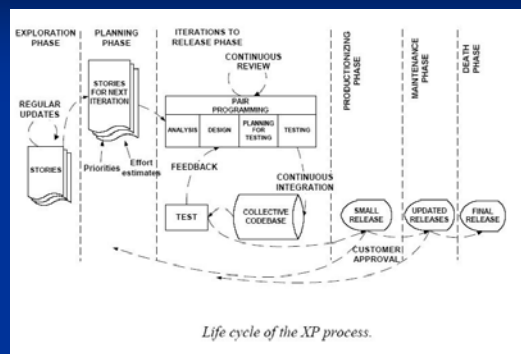 EXPLORATION
PHASE
PLANNING
PHASE
ITERATIONS TO
RELEASE PHASE
PRODUCTIONIZING
PHASE
MAINTENANCE
PHASE
DEATH
PHASE
CONTINUOUS
REVIEW
REGULAR
UPDATES
STORIES
FOR NEXT
ITERATION
PAIR
PROGRAMMING
ANALYSIS
DESIGN
PLANNING
FOR
TESTING
TESTING
STORIES
Priorities
Effort
estimates
FEEDBACK
CONTINUOUS
INTEGRATION
TEST
COLLECTIVE
CODEBASE
SMALL
RELEASE
UPDATED
RELEASES
FINAL
RELEASE
CUSTOMER
APPROVAL
Life cycle of the XP process.